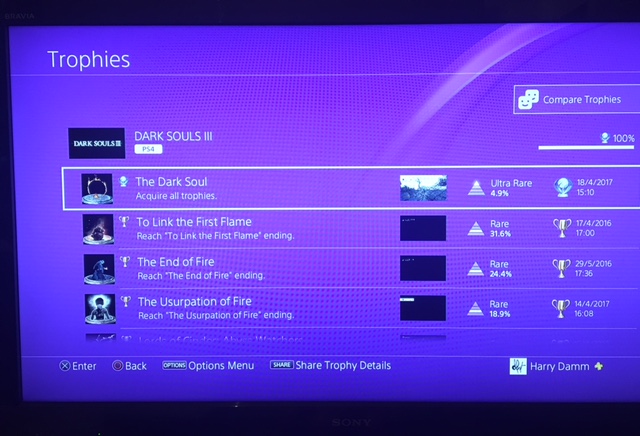 BRAVIA
Trophies
Compare Trophies
DARK SOULS III
DARK SOULS III
PS4
100%
The Dark Soul
Acquire all trophies.
Ultra Rare
4.9%
18/4/2017
15:10
To Link the First Flame
Reach "To Link the First Flame" ending.
Rare
31.6%
17/4/2016
17:00
The End of Fire
Reach "The End of Fire" ending.
Rare
24.4%
29/5/2016
17:36
The Usurpation of Fire
Reach "The Usurpation of Fire" ending.
Rare
18.9%
14/4/2017
16:08
Lords of Cinder: Abyss Watchers
Enter
Back
OPTIONS Options Menu
SHARE Share Trophy Details
Harry Damm
SONY